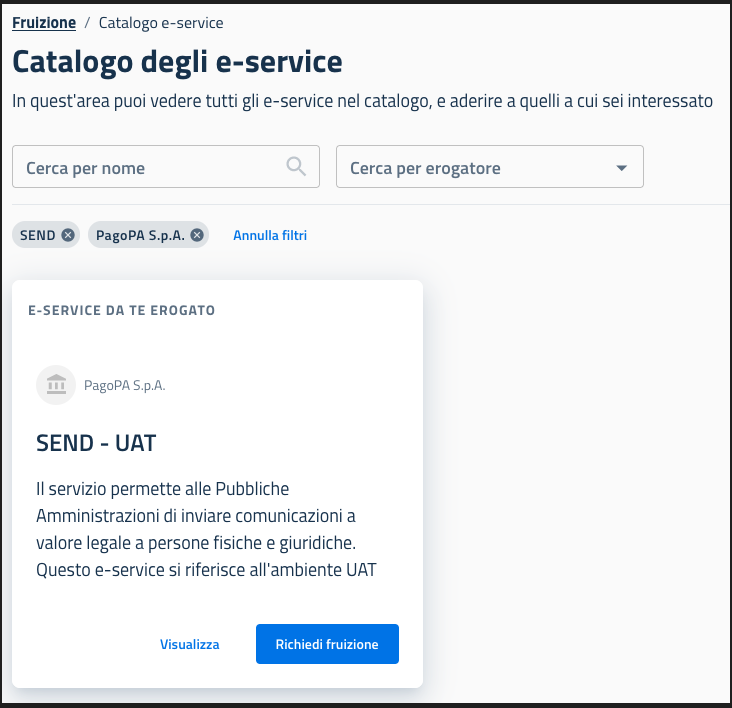 Fruizione / Catalogo e-service
Catalogo degli e-service
In quest'area puoi vedere tutti gli e-service nel catalogo, e aderire a quelli a cui sei interessato
Cerca per nome
Cerca per erogatore
SEND
PagoPA S.p.A.
Annulla filtri
E-SERVICE DA TE EROGATO
PagoPA S.p.A.
SEND - UAT
Il servizio permette alle Pubbliche
Amministrazioni di inviare comunicazioni a
valore legale a persone fisiche e giuridiche.
Questo e-service si riferisce all'ambiente UAT
Visualizza
Richiedi fruizione